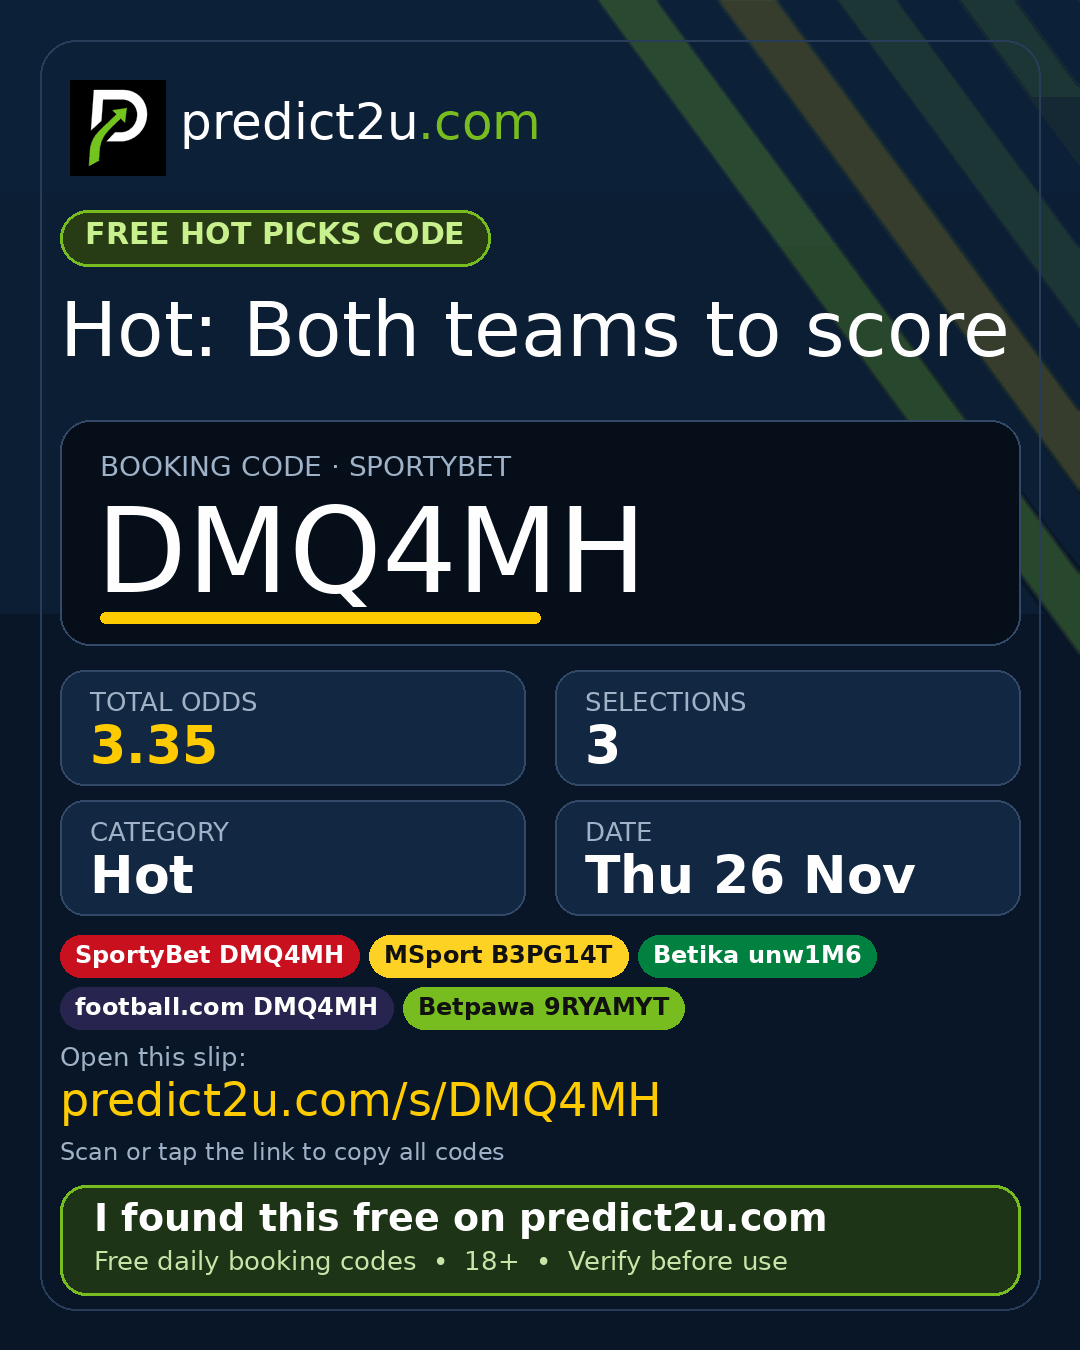 predict2u.com
FREE HOT PICKS CODE
Hot: Both teams to score
BOOKING CODE · SPORTYBET
DMQ4MH
TOTAL ODDS
3.35
SELECTIONS
3
CATEGORY
Hot
DATE
Thu 26 Nov
SportyBet DMQ4MH
MSport B3PG14T
Betika unw1M6
football.com DMQ4MH
Betpawa 9RYAMYT
Open this slip:
predict2u.com/s/DMQ4MH
Scan or tap the link to copy all codes
I found this free on predict2u.com
Free daily booking codes • 18+ • Verify before use